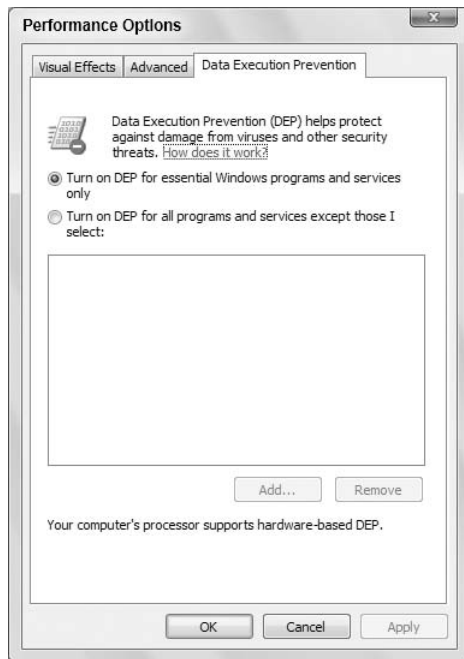 Performance Options
Visual Effects
Advanced
Data Execution Prevention
Data Execution Prevention (DEP) helps protect
against damage from viruses and other security
threats. How does it work?
Turn on DEP for essential Windows programs and services
only
Turn on DEP for all programs and services except those I
select:
Add...
Remove
Your computer's processor supports hardware-based DEP.
OK
Cancel
Apply